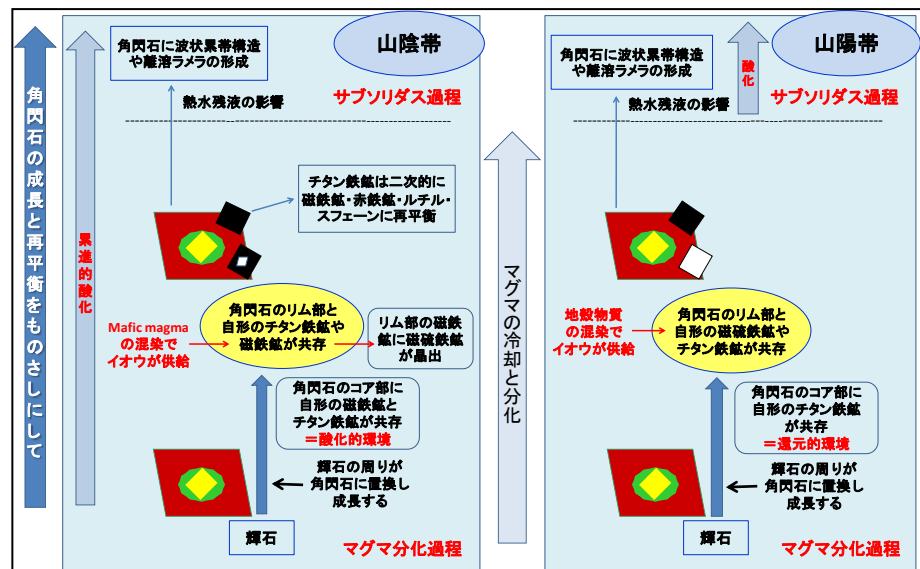 角閃石の成長と再平衡をものさしにして
累進的酸化
角閃石に波状累帯構造
や離溶ラメラの形成
山陰帯
熱水残液の影響
サブソリダス過程
チタン鉄鉱は二次的に
磁鉄鉱・赤鉄鉱・ルチル・
スフェーンに再平衡
Mafic magma
の混染で
イオウが供給
角閃石のリム部と
自形のチタン鉄鉱や
磁鉄鉱が共存
リム部の磁鉄
鉱に磁硫鉄鉱
が晶出
角閃石のコア部に
自形の磁鉄鉱と
チタン鉄鉱が共存
＝酸化的環境
輝石の周りが
角閃石に置換し
成長する
輝石
マグマ分化過程
マグマの冷却と分化
角閃石に波状累帯構造
や離溶ラメラの形成
酸化
山陽帯
熱水残液の影響
サブソリダス過程
地殻物質
の混染で
イオウが供給
角閃石のリム部と
自形の磁硫鉄鉱や
チタン鉄鉱が共存
角閃石のコア部に
自形のチタン鉄鉱
が共存
＝還元的環境
輝石の周りが
角閃石に置換し
成長する
輝石
マグマ分化過程